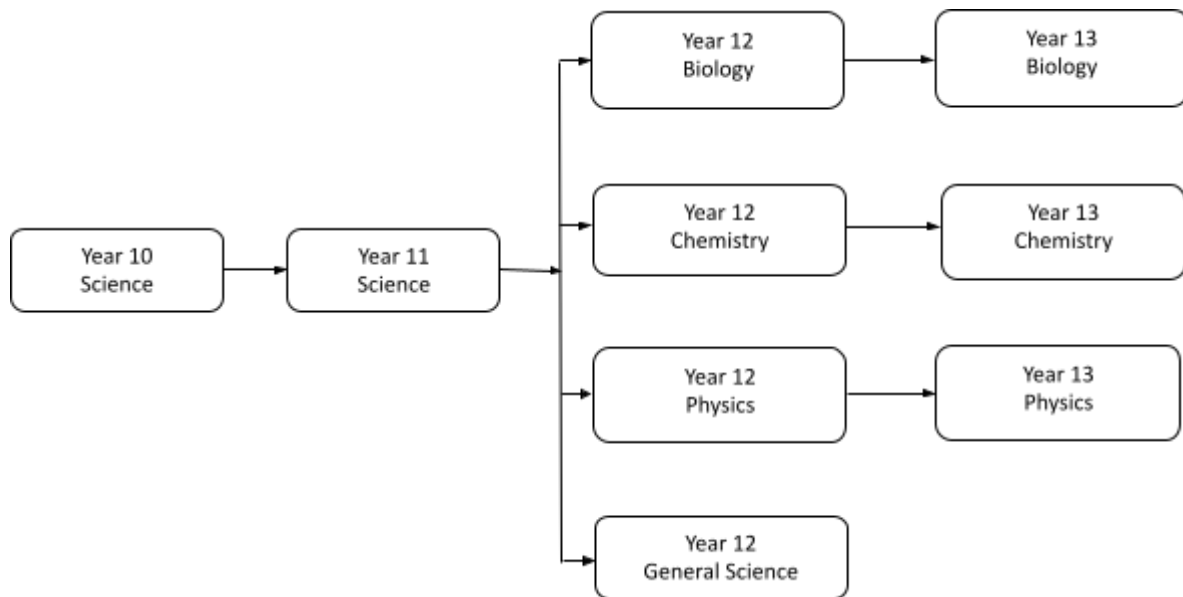 Year 10
Science
Year 11
Science
Year 12
Biology
Year 13
Biology
Year 12
Chemistry
Year 13
Chemistry
Year 12
Physics
Year 13
Physics
Year 12
General Science